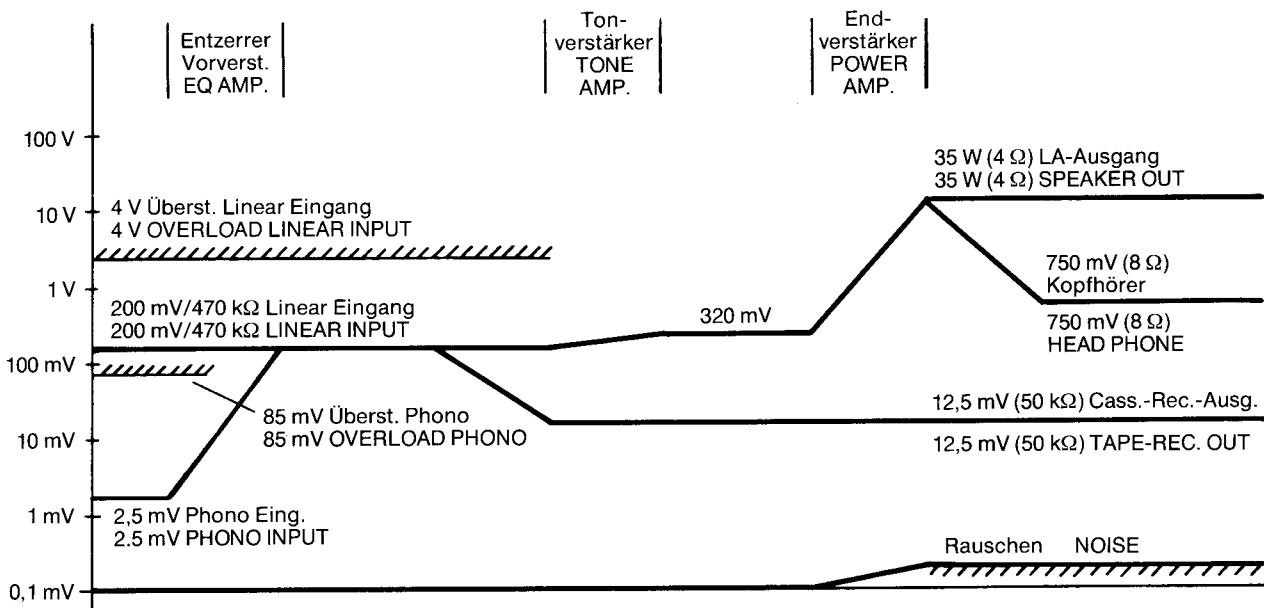 Entzerrer
Vorverst.
EQ AMP.
Ton-
verstärker
TONE
AMP.
End-
verstärker
POWER
AMP.
100 V
35 W (4 Ω) LA-Ausgang
35 W (4 Ω) SPEAKER OUT
10 V
4 V Überst. Linear Eingang
4 V OVERLOAD LINEAR INPUT
1 V
750 mV (8 Ω)
Kopfhörer
750 mV (8 Ω)
HEAD PHONE
200 mV/470 kΩ Linear Eingang
200 mV/470 kΩ LINEAR INPUT
320 mV
100 mV
85 mV Überst. Phono
85 mV OVERLOAD PHONO
12,5 mV (50 kΩ) Cass.-Rec.-Ausg.
12,5 mV (50 kΩ) TAPE-REC. OUT
10 mV
1 mV
2,5 mV Phono Eing.
2.5 mV PHONO INPUT
Rauschen NOISE
0,1 mV